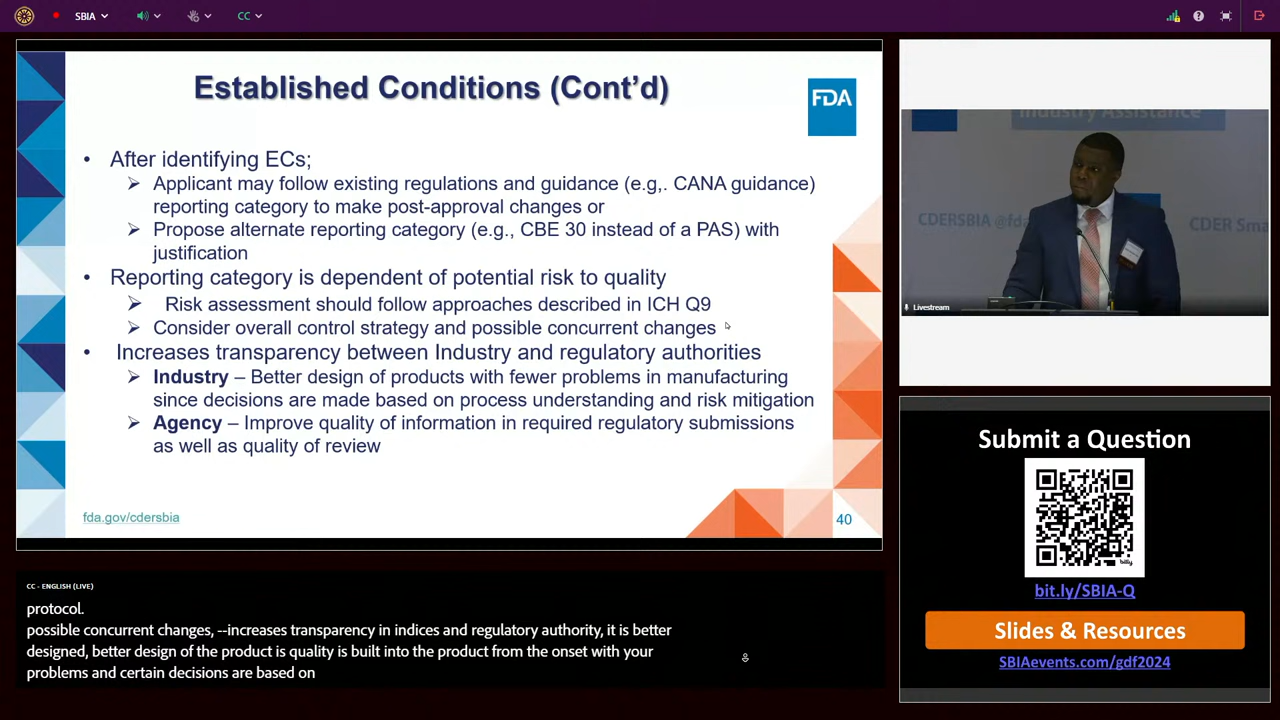 SBIA
CC
Established Conditions (Cont'd)
FDA
• After identifying ECs;
➢ Applicant may follow existing regulations and guidance (e.g,. CANA guidance)
reporting category to make post-approval changes or
➢ Propose alternate reporting category (e.g., CBE 30 instead of a PAS) with
justification
• Reporting category is dependent of potential risk to quality
➢ Risk assessment should follow approaches described in ICH Q9
➢ Consider overall control strategy and possible concurrent changes
• Increases transparency between Industry and regulatory authorities
➢ Industry – Better design of products with fewer problems in manufacturing
since decisions are made based on process understanding and risk mitigation
➢ Agency – Improve quality of information in required regulatory submissions
as well as quality of review
fda.gov/cdersbia
40
Industry Assistance
CDERSBIA @fda
CDER Sma
Livestream
Submit a Question
bitly
bit.ly/SBIA-Q
Slides & Resources
SBIAevents.com/gdf2024
CC - ENGLISH (LIVE)
protocol.
possible concurrent changes, --increases transparency in indices and regulatory authority, it is better
designed, better design of the product is quality is built into the product from the onset with your
problems and certain decisions are based on